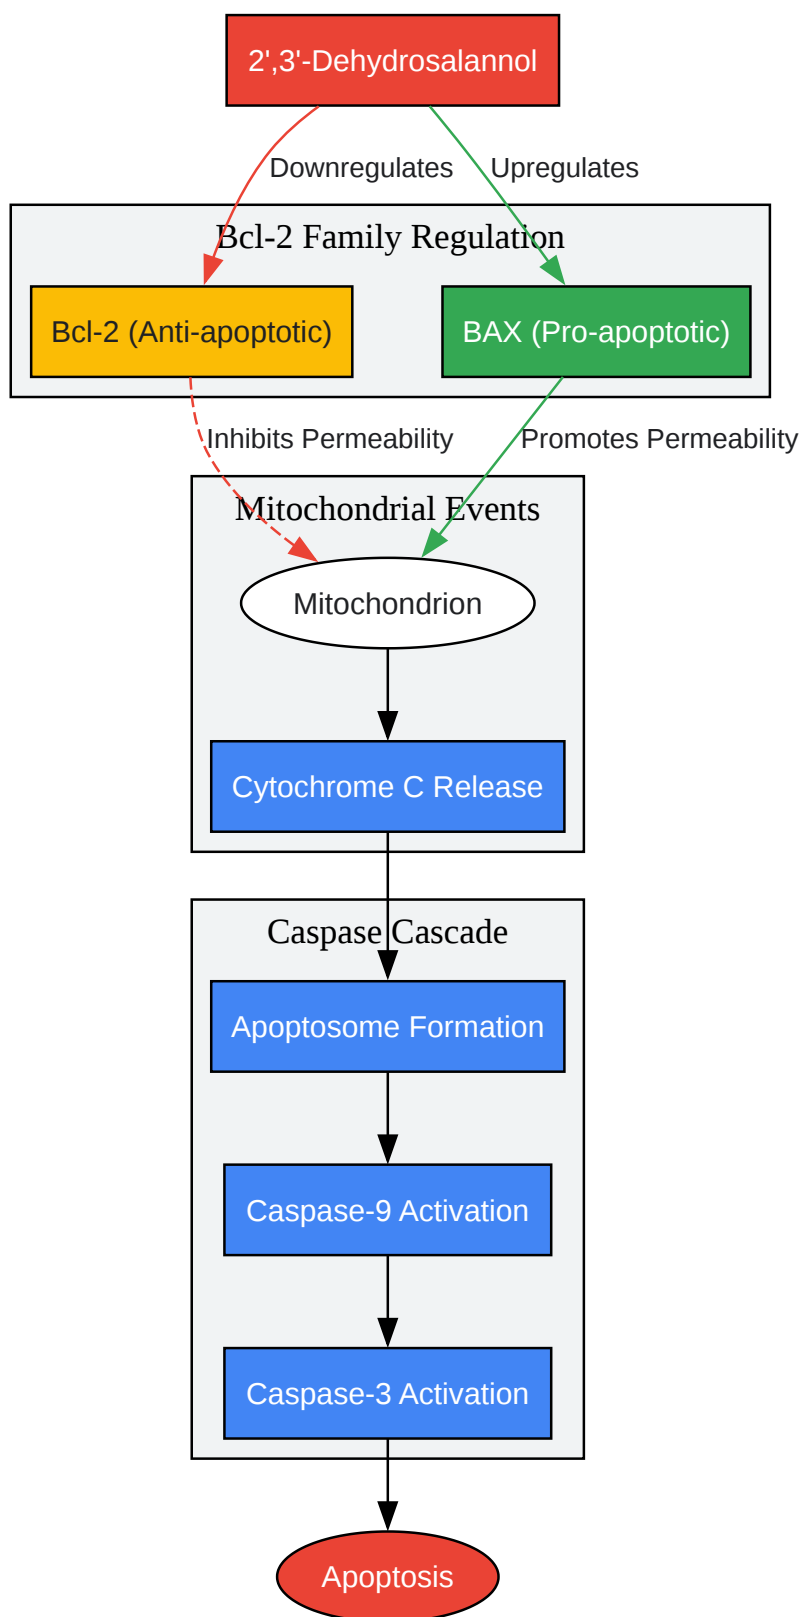 2',3'-Dehydrosalannol
Downregulates
Upregulates
Bcl-2 Family Regulation
Bcl-2 (Anti-apoptotic)
BAX (Pro-apoptotic)
Inhibits Permeability
Promotes Permeability
Mitochondrial Events
Mitochondrion
Cytochrome C Release
Caspase Cascade
Apoptosome Formation
Caspase-9 Activation
Caspase-3 Activation
Apoptosis